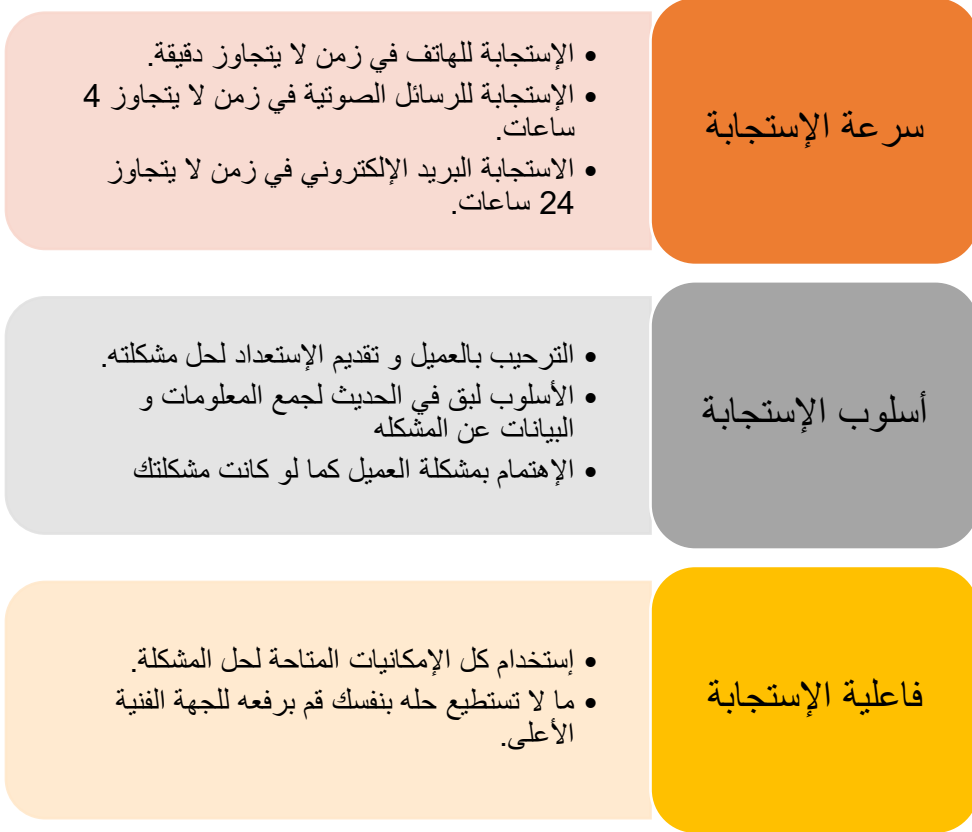 سرعة الإستجابة
• الإستجابة للهاتف في زمن لا يتجاوز دقيقة.
• الإستجابة للرسائل الصوتية في زمن لا يتجاوز 4
ساعات.
• الاستجابة البريد الإلكتروني في زمن لا يتجاوز
24 ساعات.
أسلوب الإستجابة
• الترحيب بالعميل و تقديم الإستعداد لحل مشكلته.
• الأسلوب لبق في الحديث لجمع المعلومات و
البيانات عن المشكله
• الإهتمام بمشكلة العميل كما لو كانت مشكلتك
فاعلية الإستجابة
• إستخدام كل الإمكانيات المتاحة لحل المشكلة.
• ما لا تستطيع حله بنفسك قم برفعه للجهة الفنية
الأعلى.